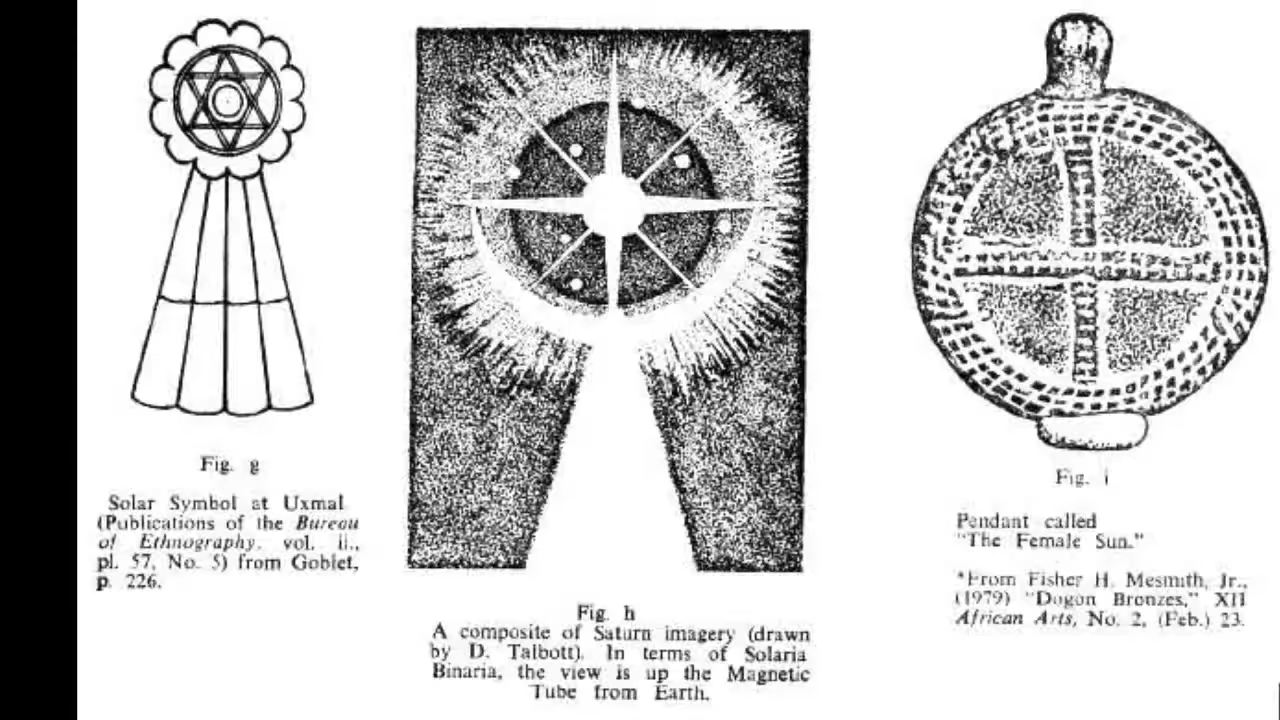 Fig. g
Solar Symbol at Uxmal
(Publications of the Bureau
of Ethnography, vol. ii.,
pl. 57, No. 5) from Goblet,
p. 226.
Fig. h
A composite of Saturn imagery (drawn
by D. Talbott). In terms of Solaria
Binaria, the view is up the Magnetic
Tube from Earth.
Fig. i
Pendant called
"The Female Sun."
*From Fisher H. Mesmith, Jr.,
(1979) "Dogon Bronzes," XII
African Arts, No. 2, (Feb.) 23.